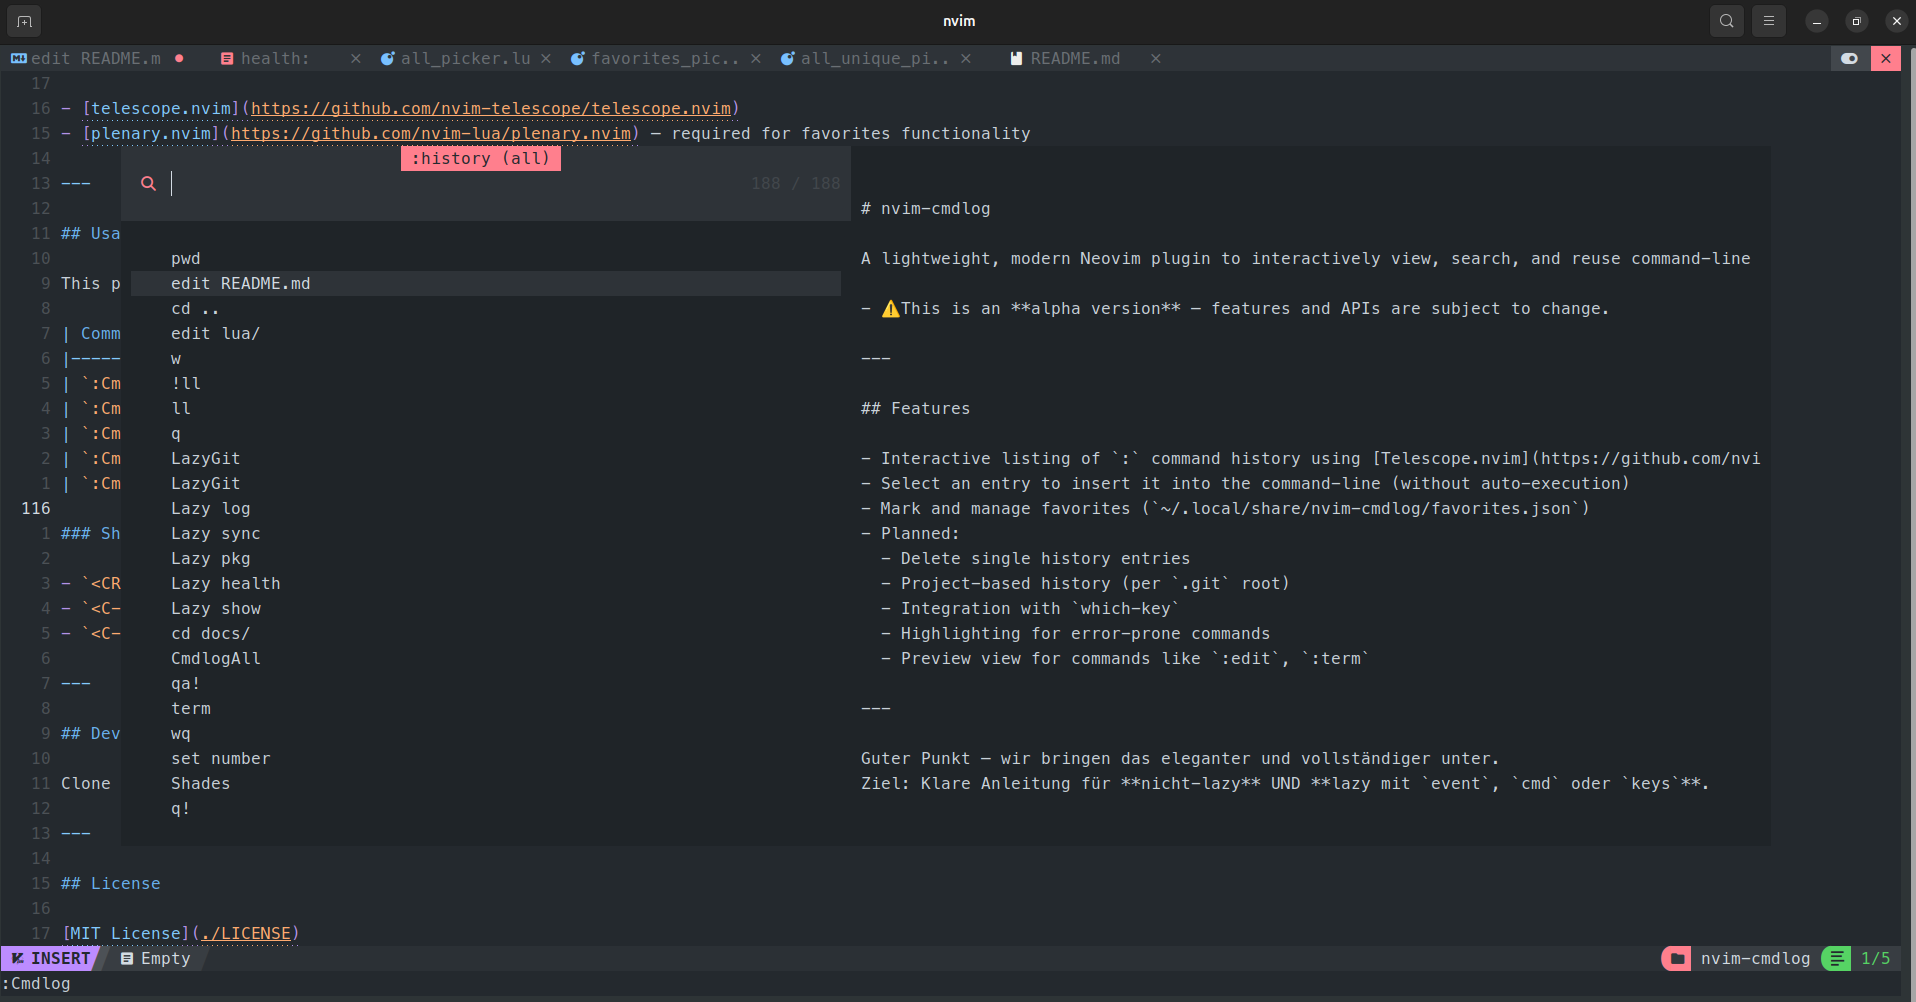 nvim
edit README.m
health:
all_picker.lu
favorites_pic..
all_unique_pi..
README.md
17
16 - [telescope.nvim](https://github.com/nvim-telescope/telescope.nvim)
15 - [plenary.nvim](https://github.com/nvim-lua/plenary.nvim) — required for favorites functionality
14
13 ---
12
11 ## Usa
10
9 This p
8
7 | Comm
6 |-----
5 | `:Cm
4 | `:Cm
3 | `:Cm
2 | `:Cm
1 | `:Cm
116
1 ### Sh
2
3 - `<CR
4 - `<C-
5 - `<C-
6
7 ---
8
9 ## Dev
10
11 Clone
12
13 ---
14
15 ## License
16
17 [MIT License](./LICENSE)
:history (all)
188 / 188
pwd
edit README.md
cd ..
edit lua/
w
!ll
ll
q
LazyGit
LazyGit
Lazy log
Lazy sync
Lazy pkg
Lazy health
Lazy show
cd docs/
CmdlogAll
qa!
term
wq
set number
Shades
q!
# nvim-cmdlog
A lightweight, modern Neovim plugin to interactively view, search, and reuse command-line
- ⚠️This is an **alpha version** — features and APIs are subject to change.
---
## Features
- Interactive listing of `:` command history using [Telescope.nvim](https://github.com/nvi
- Select an entry to insert it into the command-line (without auto-execution)
- Mark and manage favorites (`~/.local/share/nvim-cmdlog/favorites.json`)
- Planned:
- Delete single history entries
- Project-based history (per `.git` root)
- Integration with `which-key`
- Highlighting for error-prone commands
- Preview view for commands like `:edit`, `:term`
---
Guter Punkt — wir bringen das eleganter und vollständiger unter.
Ziel: Klare Anleitung für **nicht-lazy** UND **lazy mit `event`, `cmd` oder `keys`**.
INSERT
Empty
nvim-cmdlog
1/5
:Cmdlog